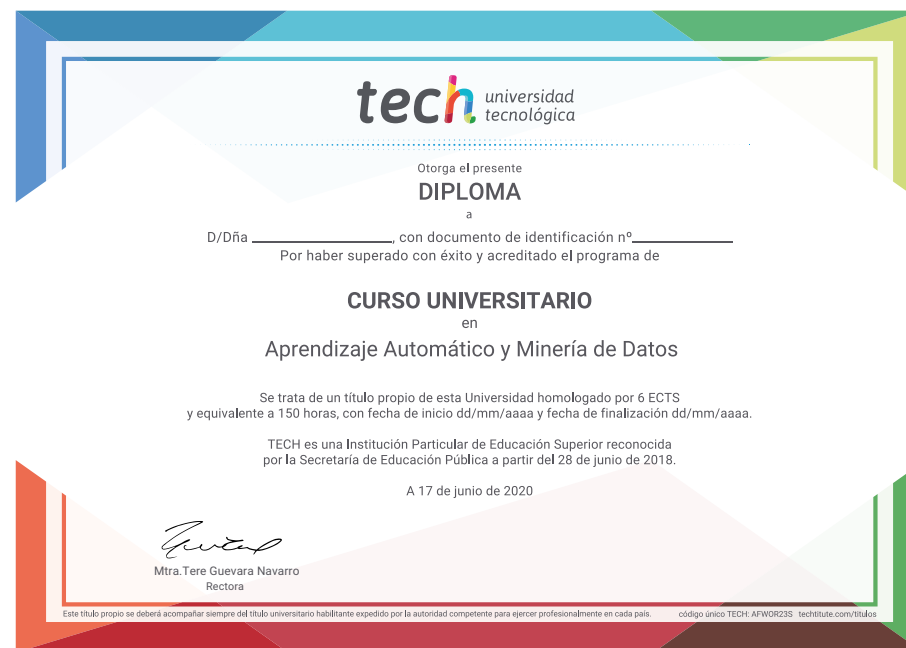 tech universidad
tecnológica
Otorga el presente
DIPLOMA
a
D/Dña ____________________, con documento de identificación nº______________
Por haber superado con éxito y acreditado el programa de
CURSO UNIVERSITARIO
en
Aprendizaje Automático y Minería de Datos
Se trata de un título propio de esta Universidad homologado por 6 ECTS
y equivalente a 150 horas, con fecha de inicio dd/mm/aaaa y fecha de finalización dd/mm/aaaa.
TECH es una Institución Particular de Educación Superior reconocida
por la Secretaría de Educación Pública a partir del 28 de junio de 2018.
A 17 de junio de 2020
Mtra.Tere Guevara Navarro
Rectora
Este título propio se deberá acompañar siempre del título universitario habilitante expedido por la autoridad competente para ejercer profesionalmente en cada país. código único TECH: AFWOR23S techtitute.com/titulos